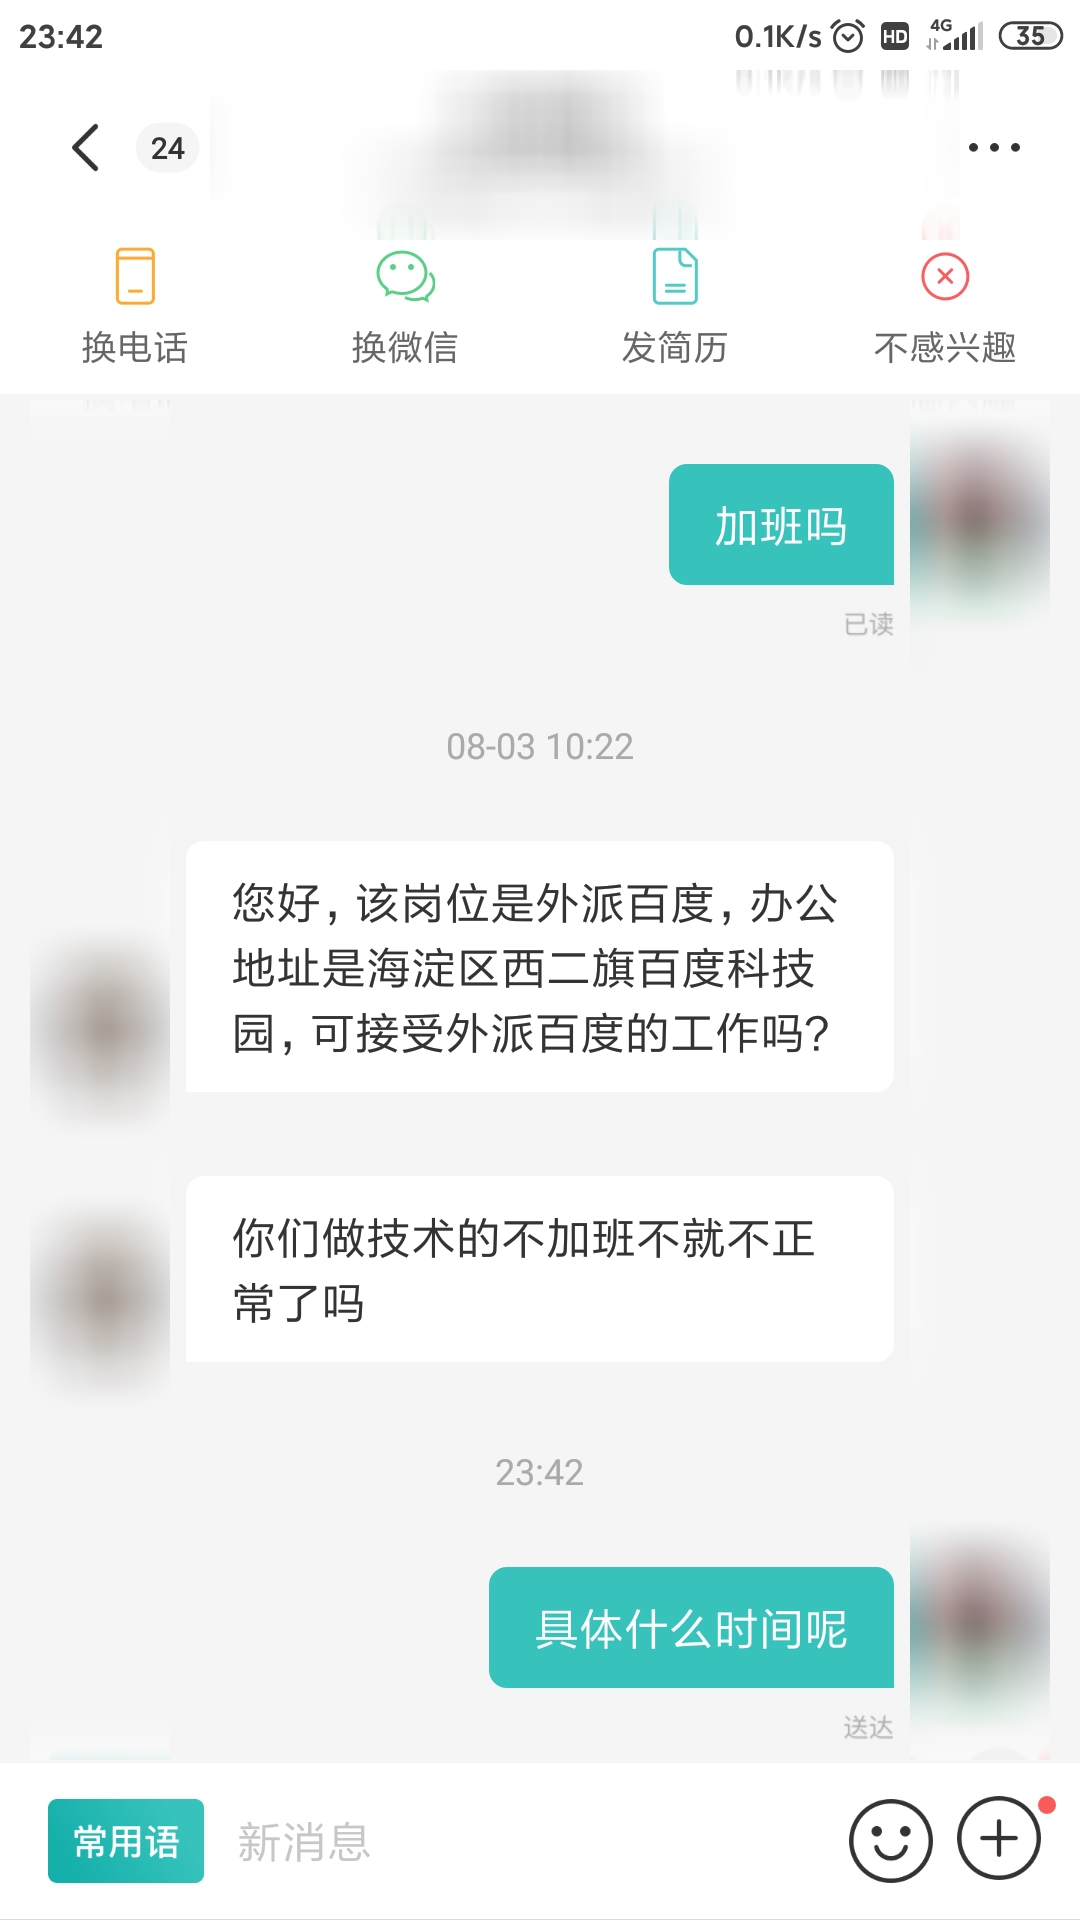 23:42
0.1K/s HD 4G 35
24
换电话 换微信 发简历 不感兴趣
加班吗
已读
08-03 10:22
您好，该岗位是外派百度，办公
地址是海淀区西二旗百度科技
园，可接受外派百度的工作吗？
你们做技术的不加班不就不正
常了吗
23:42
具体什么时间呢
送达
常用语 新消息